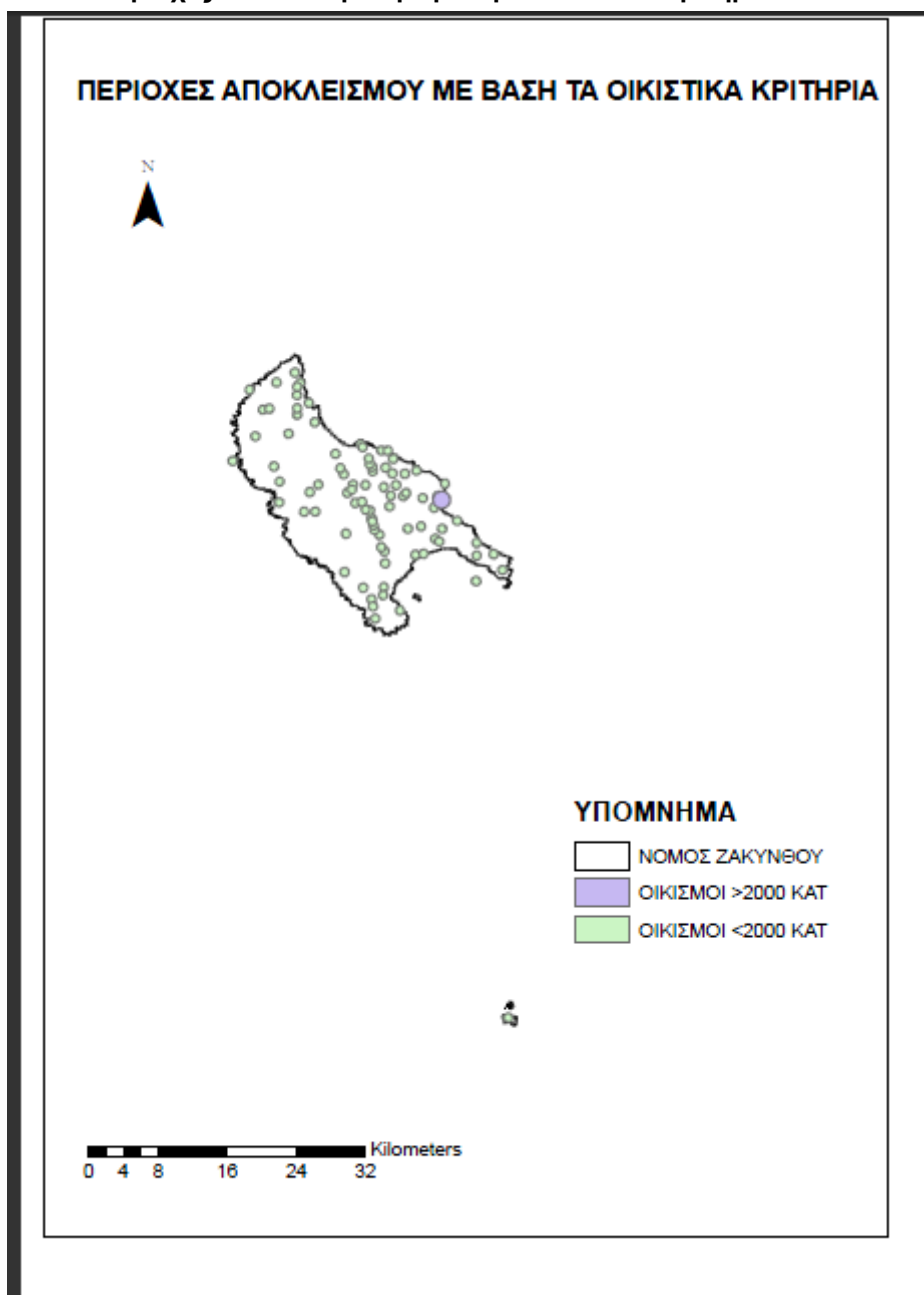 ΠΕΡΙΟΧΕΣ ΑΠΟΚΛΕΙΣΜΟΥ ΜΕ ΒΑΣΗ ΤΑ ΟΙΚΙΣΤΙΚΑ ΚΡΙΤΗΡΙΑ
N
ΥΠΟΜΝΗΜΑ
ΝΟΜΟΣ ΖΑΚΥΝΘΟΥ
ΟΙΚΙΣΜΟΙ >2000 ΚΑΤ
ΟΙΚΙΣΜΟΙ <2000 ΚΑΤ
Kilometers
0 4 8 16 24 32